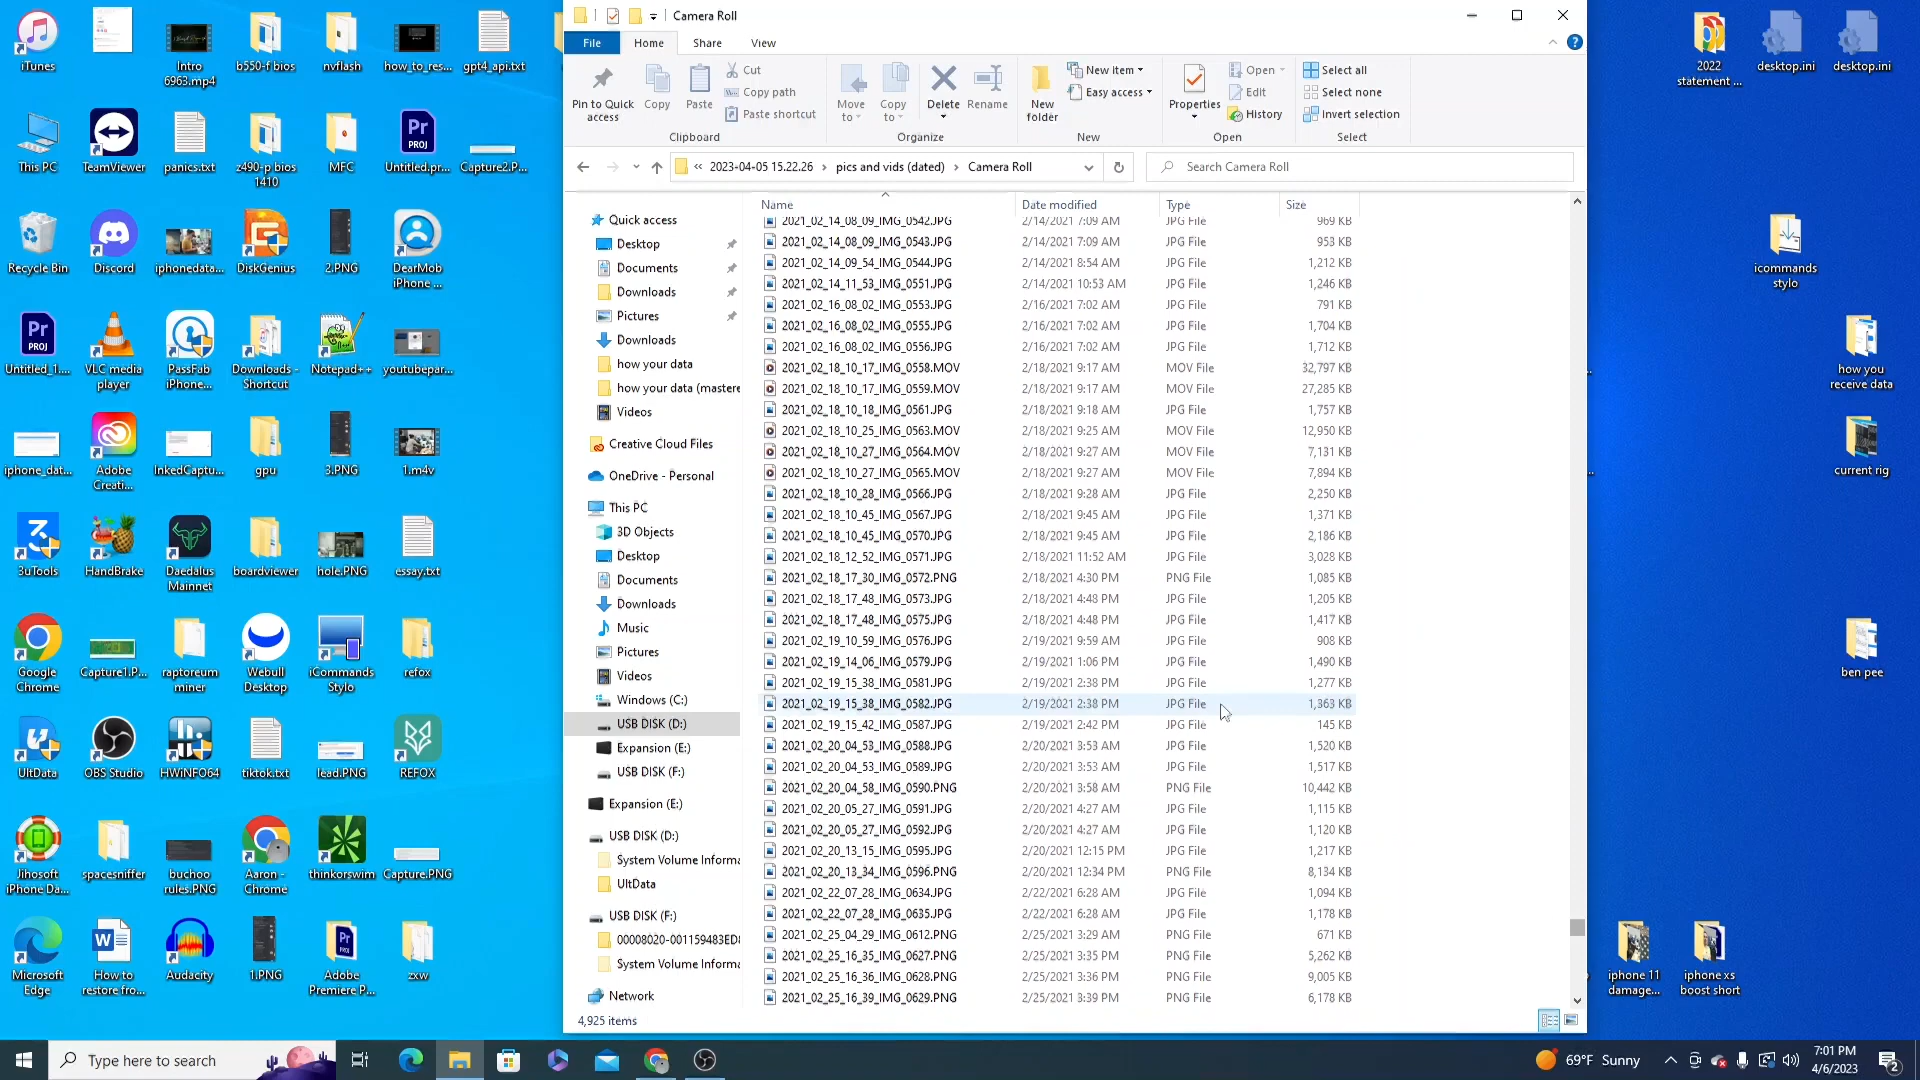 iTunes
Intro
6963.mp4
b550-f bios
nvflash
how_to_res...
gpt4_api.txt
This PC
TeamViewer
panics.txt
z490-p bios
1410
MFC
Untitled.pr...
Capture2.P...
Recycle Bin
Discord
iphonedata...
DiskGenius
2.PNG
DearMob
iPhone ...
Untitled_1....
VLC media
player
PassFab
iPhone...
Downloads -
Shortcut
Notepad++
youtubepar...
iphone_dat...
Adobe
Creati...
InkedCaptu...
gpu
3.PNG
1.m4v
3uTools
HandBrake
Daedalus
Mainnet
boardviewer
hole.PNG
essay.txt
Google
Chrome
Capture1.P...
raptoreum
miner
Webull
Desktop
iCommands
Stylo
refox
UltData
OBS Studio
HWiNFO64
tiktok.txt
lead.PNG
REFOX
Jihosoft
iPhone Da...
spacesniffer
buchoo
rules.PNG
Aaron -
Chrome
thinkorswim
Capture.PNG
Microsoft
Edge
How to
restore fro...
Audacity
1.PNG
Adobe
Premiere P...
zxw
Camera Roll
File
Home
Share
View
Pin to Quick
access
Copy
Paste
Cut
Copy path
Paste shortcut
Clipboard
Move
to
Copy
to
Delete
Rename
Organize
New
folder
New item
Easy access
New
Properties
Open
Edit
History
Open
Select all
Select none
Invert selection
Select
« 2023-04-05 15.22.26 › pics and vids (dated) › Camera Roll
Search Camera Roll
Quick access
Desktop
Documents
Downloads
Pictures
Downloads
how your data
how your data (mastere
Videos
Creative Cloud Files
OneDrive - Personal
This PC
3D Objects
Desktop
Documents
Downloads
Music
Pictures
Videos
Windows (C:)
USB DISK (D:)
Expansion (E:)
USB DISK (F:)
Expansion (E:)
USB DISK (D:)
System Volume Informa
UltData
USB DISK (F:)
00008020-001159483ED
System Volume Informa
Network
Name Date modified Type Size
2021_02_14_08_09_IMG_0542.JPG 2/14/2021 7:09 AM JPG File 969 KB
2021_02_14_08_09_IMG_0543.JPG 2/14/2021 7:09 AM JPG File 953 KB
2021_02_14_09_54_IMG_0544.JPG 2/14/2021 8:54 AM JPG File 1,212 KB
2021_02_14_11_53_IMG_0551.JPG 2/14/2021 10:53 AM JPG File 1,246 KB
2021_02_16_08_02_IMG_0553.JPG 2/16/2021 7:02 AM JPG File 791 KB
2021_02_16_08_02_IMG_0555.JPG 2/16/2021 7:02 AM JPG File 1,704 KB
2021_02_16_08_02_IMG_0556.JPG 2/16/2021 7:02 AM JPG File 1,712 KB
2021_02_18_10_17_IMG_0558.MOV 2/18/2021 9:17 AM MOV File 32,797 KB
2021_02_18_10_17_IMG_0559.MOV 2/18/2021 9:17 AM MOV File 27,285 KB
2021_02_18_10_18_IMG_0561.JPG 2/18/2021 9:18 AM JPG File 1,757 KB
2021_02_18_10_25_IMG_0563.MOV 2/18/2021 9:25 AM MOV File 12,950 KB
2021_02_18_10_27_IMG_0564.MOV 2/18/2021 9:27 AM MOV File 7,131 KB
2021_02_18_10_27_IMG_0565.MOV 2/18/2021 9:27 AM MOV File 7,894 KB
2021_02_18_10_28_IMG_0566.JPG 2/18/2021 9:28 AM JPG File 2,250 KB
2021_02_18_10_45_IMG_0567.JPG 2/18/2021 9:45 AM JPG File 1,371 KB
2021_02_18_10_45_IMG_0570.JPG 2/18/2021 9:45 AM JPG File 2,186 KB
2021_02_18_12_52_IMG_0571.JPG 2/18/2021 11:52 AM JPG File 3,028 KB
2021_02_18_17_30_IMG_0572.PNG 2/18/2021 4:30 PM PNG File 1,085 KB
2021_02_18_17_48_IMG_0573.JPG 2/18/2021 4:48 PM JPG File 1,205 KB
2021_02_18_17_48_IMG_0575.JPG 2/18/2021 4:48 PM JPG File 1,417 KB
2021_02_19_10_59_IMG_0576.JPG 2/19/2021 9:59 AM JPG File 908 KB
2021_02_19_14_06_IMG_0579.JPG 2/19/2021 1:06 PM JPG File 1,490 KB
2021_02_19_15_38_IMG_0581.JPG 2/19/2021 2:38 PM JPG File 1,277 KB
2021_02_19_15_38_IMG_0582.JPG 2/19/2021 2:38 PM JPG File 1,363 KB
2021_02_19_15_42_IMG_0587.JPG 2/19/2021 2:42 PM JPG File 145 KB
2021_02_20_04_53_IMG_0588.JPG 2/20/2021 3:53 AM JPG File 1,520 KB
2021_02_20_04_53_IMG_0589.JPG 2/20/2021 3:53 AM JPG File 1,517 KB
2021_02_20_04_58_IMG_0590.PNG 2/20/2021 3:58 AM PNG File 10,442 KB
2021_02_20_05_27_IMG_0591.JPG 2/20/2021 4:27 AM JPG File 1,115 KB
2021_02_20_05_27_IMG_0592.JPG 2/20/2021 4:27 AM JPG File 1,120 KB
2021_02_20_13_15_IMG_0595.JPG 2/20/2021 12:15 PM JPG File 1,217 KB
2021_02_20_13_34_IMG_0596.PNG 2/20/2021 12:34 PM PNG File 8,134 KB
2021_02_22_07_28_IMG_0634.JPG 2/22/2021 6:28 AM JPG File 1,094 KB
2021_02_22_07_28_IMG_0635.JPG 2/22/2021 6:28 AM JPG File 1,178 KB
2021_02_25_04_29_IMG_0612.PNG 2/25/2021 3:29 AM PNG File 671 KB
2021_02_25_16_35_IMG_0627.PNG 2/25/2021 3:35 PM PNG File 5,262 KB
2021_02_25_16_36_IMG_0628.PNG 2/25/2021 3:36 PM PNG File 9,005 KB
2021_02_25_16_39_IMG_0629.PNG 2/25/2021 3:39 PM PNG File 6,178 KB
4,925 items
2022
statement ...
desktop.ini
desktop.ini
icommands
stylo
how you
receive data
current rig
ben pee
iphone 11
damage...
iphone xs
boost short
Type here to search
69°F Sunny
7:01 PM
4/6/2023
2